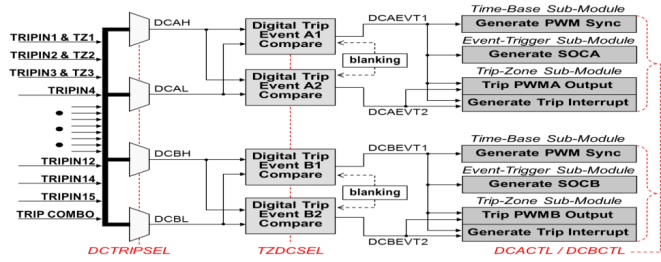 TRIPIN1 & TZ1
TRIPIN2 & TZ2
TRIPIN3 & TZ3
TRIPIN4
TRIPIN12
TRIPIN14
TRIPIN15
TRIP COMBO
DCAH
DCAL
DCBH
DCBL
DCTRIPSEL
Digital Trip
Event A1
Compare
blanking
Digital Trip
Event A2
Compare
Digital Trip
Event B1
Compare
blanking
Digital Trip
Event B2
Compare
TZDCSEL
DCAEVT1
DCAEVT2
DCBEVT1
DCBEVT2
Time-Base Sub-Module
Generate PWM Sync
Event-Trigger Sub-Module
Generate SOCA
Trip-Zone Sub-Module
Trip PWMA Output
Generate Trip Interrupt
Time-Base Sub-Module
Generate PWM Sync
Event-Trigger Sub-Module
Generate SOCB
Trip-Zone Sub-Module
Trip PWMB Output
Generate Trip Interrupt
DCACTL / DCBCTL